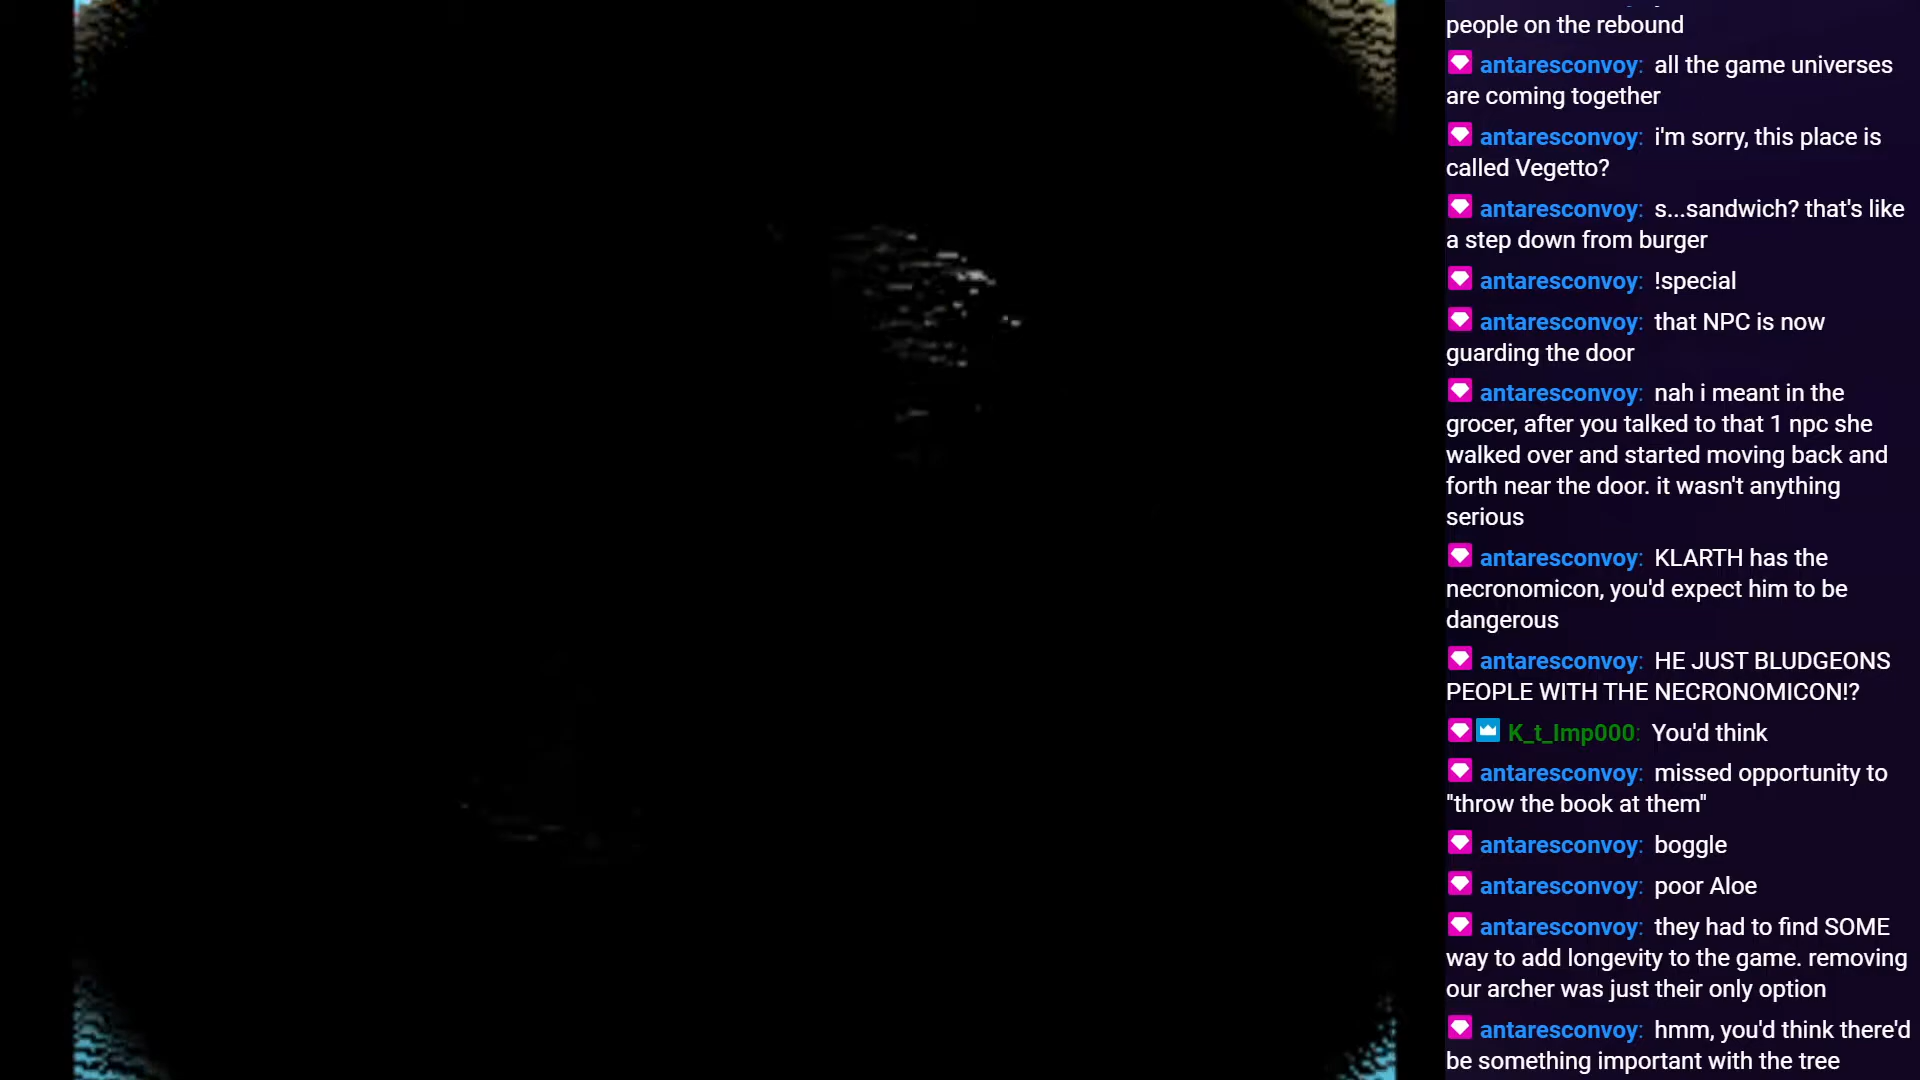 people on the rebound
antaresconvoy: all the game universes
are coming together
antaresconvoy: i'm sorry, this place is
called Vegetto?
antaresconvoy: s...sandwich? that's like
a step down from burger
antaresconvoy: !special
antaresconvoy: that NPC is now
guarding the door
antaresconvoy: nah i meant in the
grocer, after you talked to that 1 npc she
walked over and started moving back and
forth near the door. it wasn't anything
serious
antaresconvoy: KLARTH has the
necronomicon, you'd expect him to be
dangerous
antaresconvoy: HE JUST BLUDGEONS
PEOPLE WITH THE NECRONOMICON!?
K_t_Imp000: You'd think
antaresconvoy: missed opportunity to
"throw the book at them"
antaresconvoy: boggle
antaresconvoy: poor Aloe
antaresconvoy: they had to find SOME
way to add longevity to the game. removing
our archer was just their only option
antaresconvoy: hmm, you'd think there'd
be something important with the tree